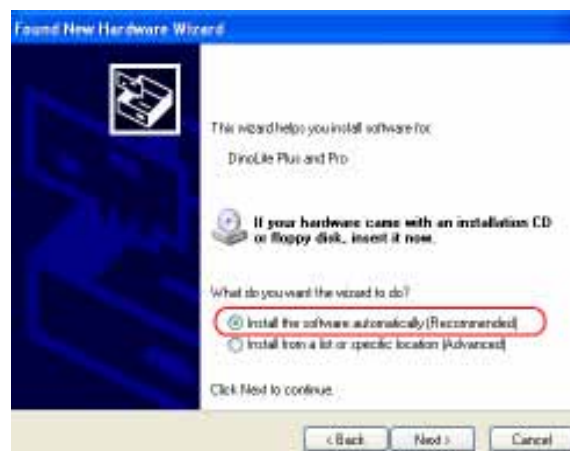 Found New Hardware Wizard
This wizard helps you install software for:
DinoLite Plus and Pro
If your hardware came with an installation CD
or floppy disk, insert it now.
What do you want the wizard to do?
Install the software automatically (Recommended)
Install from a list or specific location (Advanced)
Click Next to continue.
< Back
Next >
Cancel